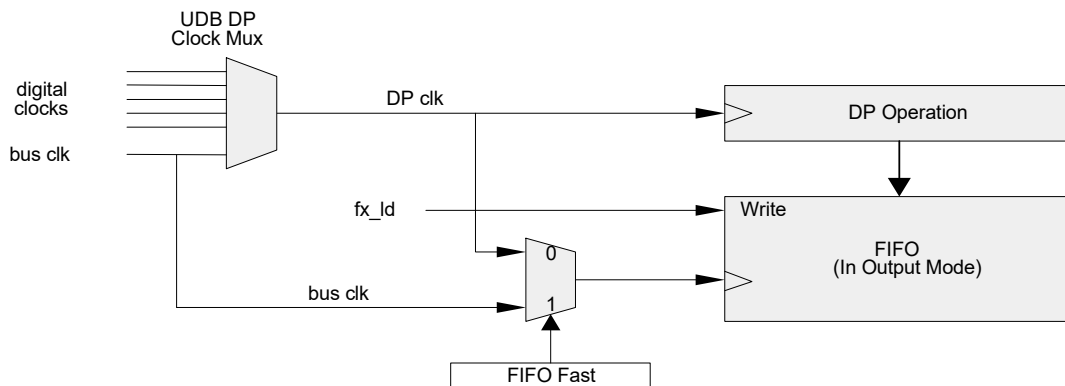 UDB DP
Clock Mux
digital
clocks
DP clk
DP Operation
bus clk
fx_ld
Write
FIFO
(In Output Mode)
0
bus clk
1
FIFO Fast